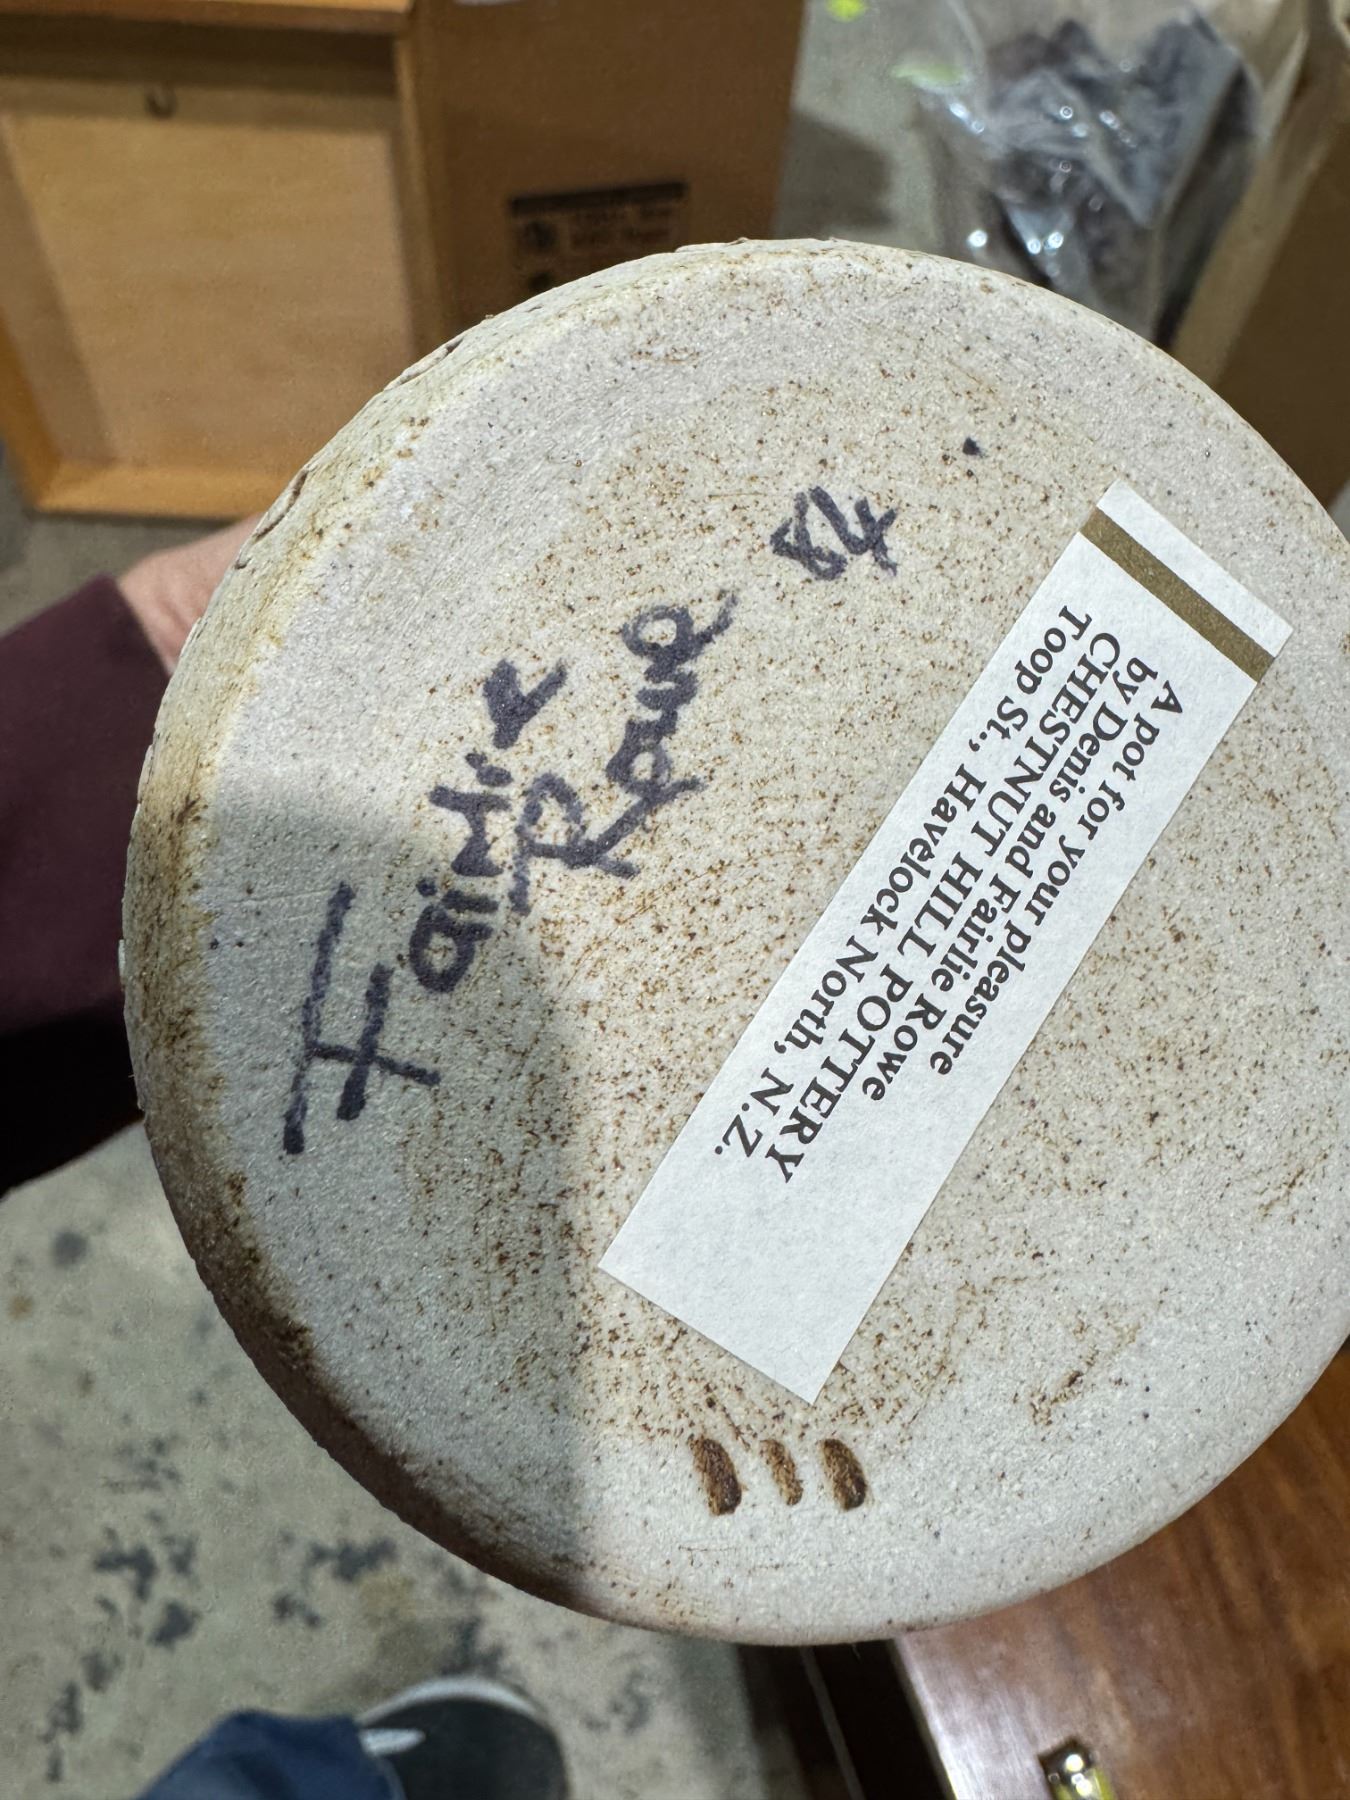 Fairlie
Rowe
84
A pot for your pleasure
by Denis and Fairlie Rowe
CHESTNUT HILL POTTERY
Toop St., Havelock North, N.Z.